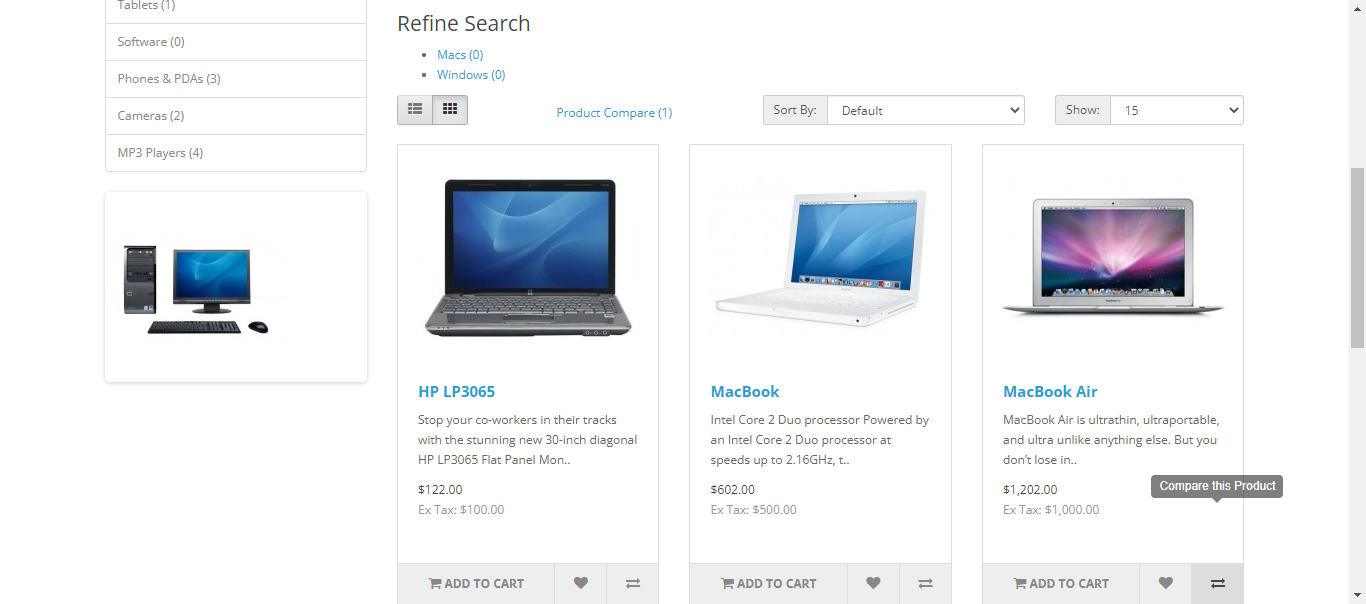 Tablets (1)
Software (0)
Phones & PDAs (3)
Cameras (2)
MP3 Players (4)
Refine Search
Macs (0)
Windows (0)
Product Compare (1)
Sort By:
Default
Show:
15
HP LP3065
Stop your co-workers in their tracks
with the stunning new 30-inch diagonal
HP LP3065 Flat Panel Mon..
$122.00
Ex Tax: $100.00
ADD TO CART
MacBook
Intel Core 2 Duo processor Powered by
an Intel Core 2 Duo processor at
speeds up to 2.16GHz, t..
$602.00
Ex Tax: $500.00
ADD TO CART
MacBook Air
MacBook Air is ultrathin, ultraportable,
and ultra unlike anything else. But you
don’t lose in..
$1,202.00
Ex Tax: $1,000.00
Compare this Product
ADD TO CART